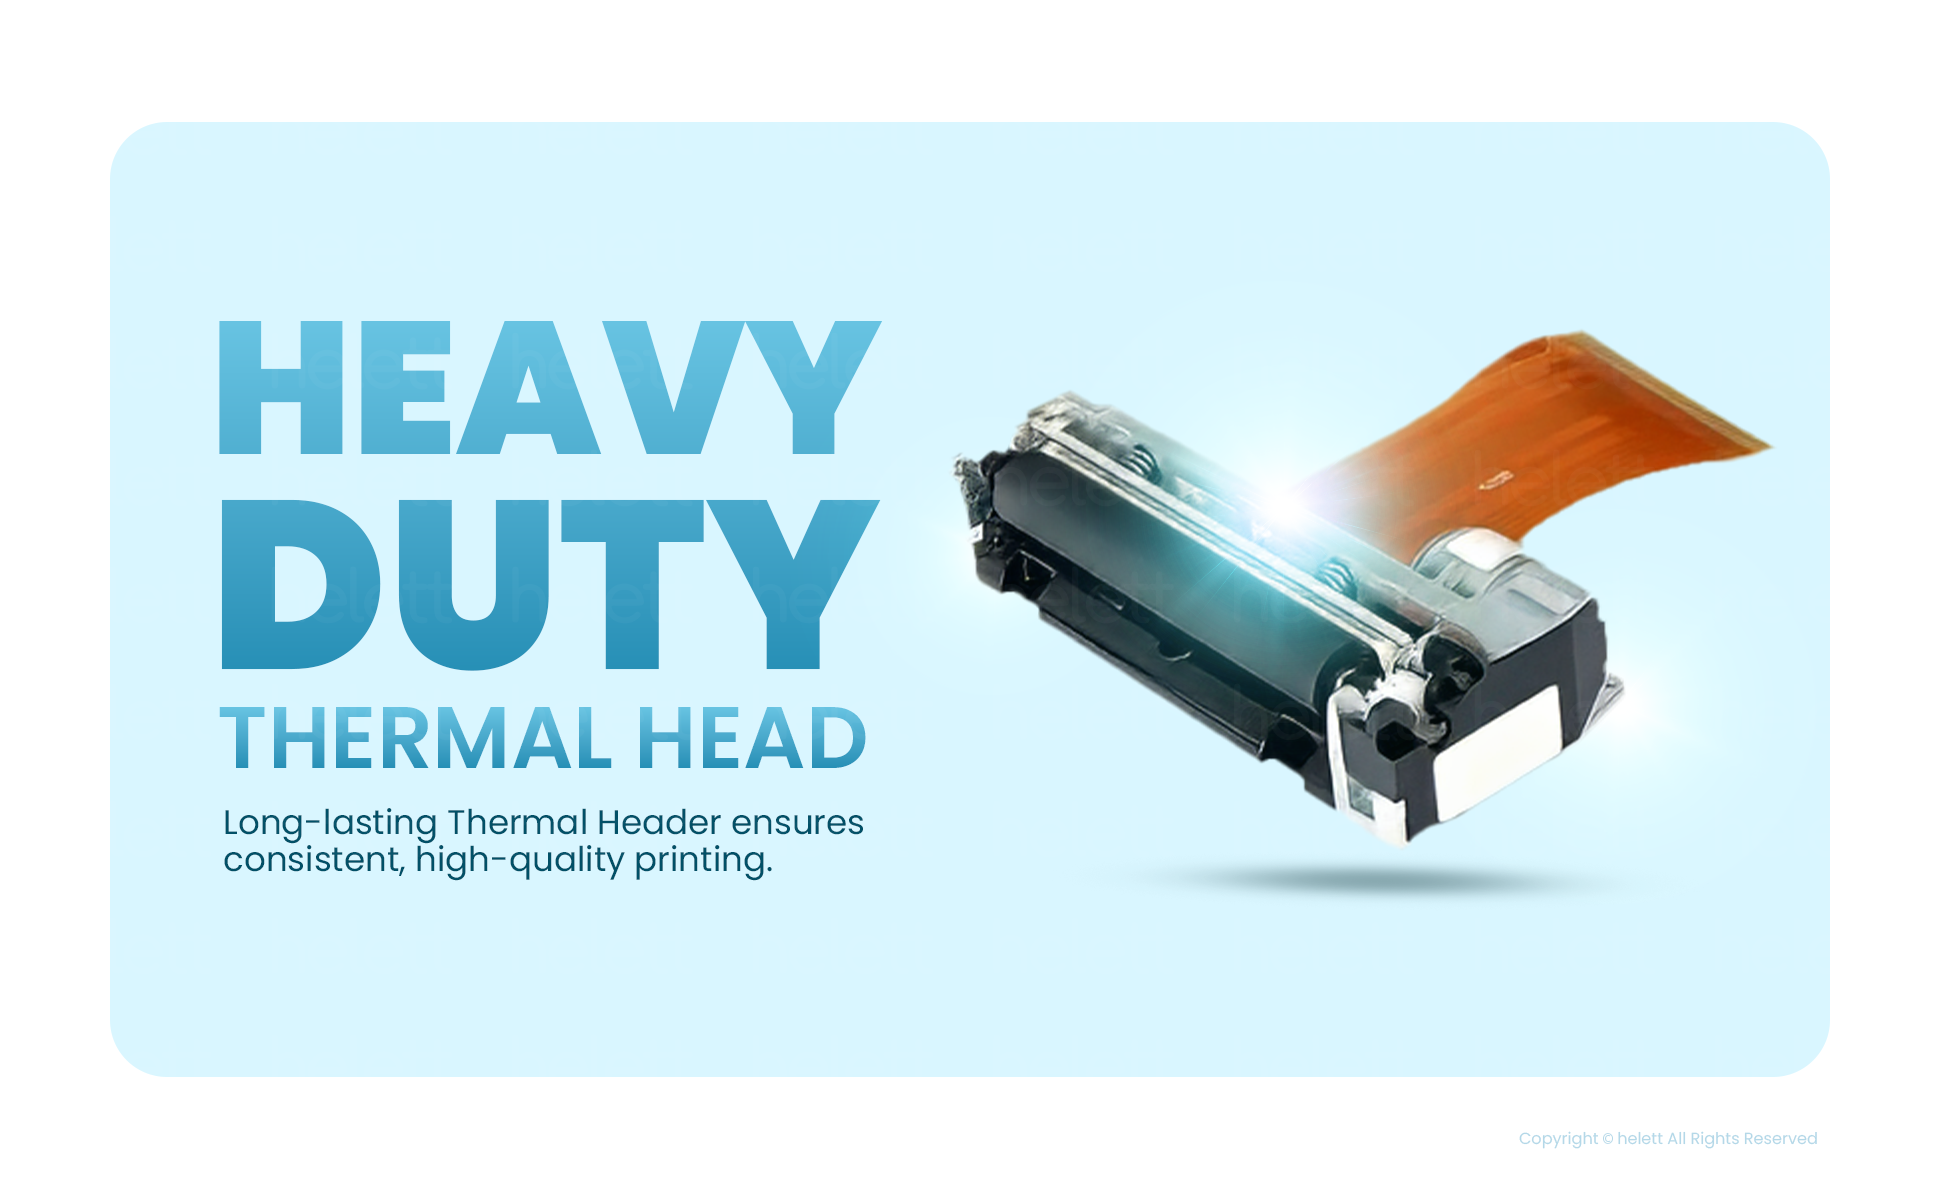 HEAVY
DUTY
THERMAL HEAD
Long-lasting Thermal Header ensures
consistent, high-quality printing.
Copyright © helett All Rights Reserved